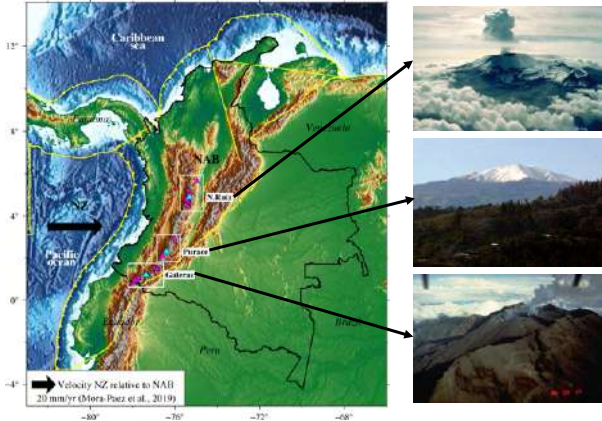 Caribbean
sea
12°
Panama
8°
Venezuela
NAB
N.Ruiz
4°
NZ
Purace
Pacific
ocean
Galeras
0°
Ecuador
Brazil
Peru
Velocity NZ relative to NAB
20 mm/yr (Mora-Paez et al., 2019)
-4°
-80° -76° -72° -68°